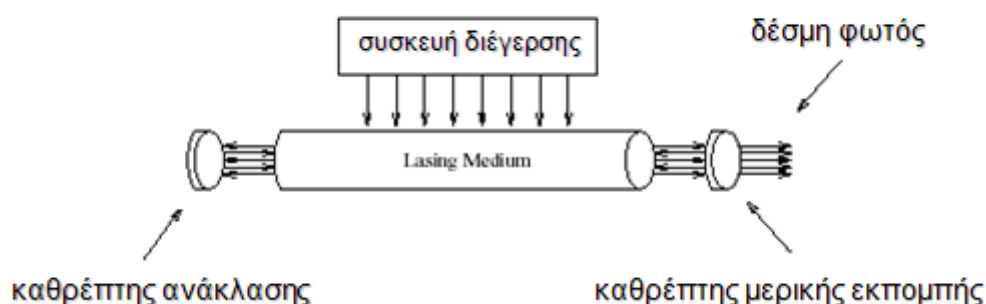 συσκευή διέγερσης
δέσμη φωτός
Lasing Medium
καθρέπτης ανάκλασης
καθρέπτης μερικής εκπομπής